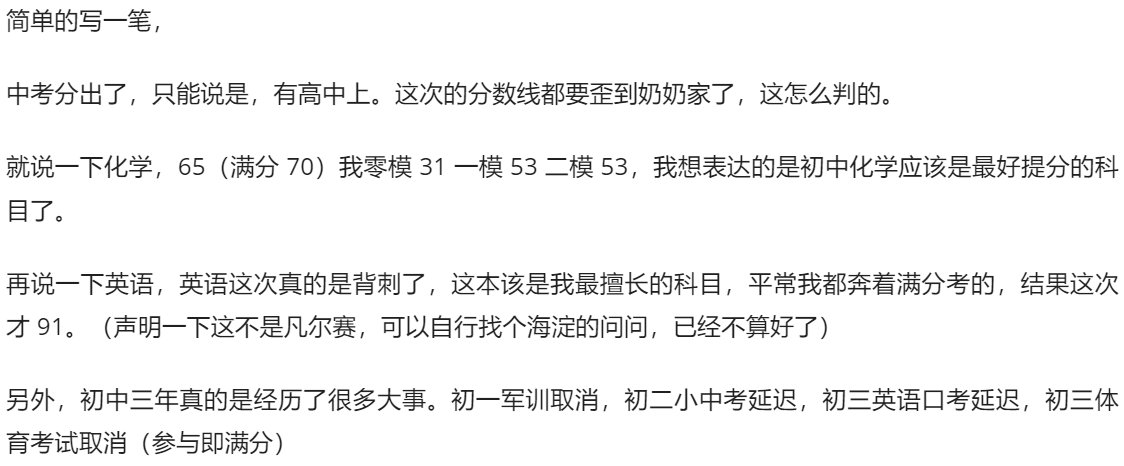 简单的写一笔，
中考分出了，只能说是，有高中上。这次的分数线都要歪到奶奶家了，这怎么判的。
就说一下化学，65（满分 70）我零模 31 一模 53 二模 53，我想表达的是初中化学应该是最好提分的科
目了。
再说一下英语，英语这次真的是背刺了，这本该是我最擅长的科目，平常我都奔着满分考的，结果这次
才 91。（声明一下这不是凡尔赛，可以自行找个海淀的问问，已经不算好了）
另外，初中三年真的是经历了很多大事。初一军训取消，初二小中考延迟，初三英语口考延迟，初三体
育考试取消（参与即满分）